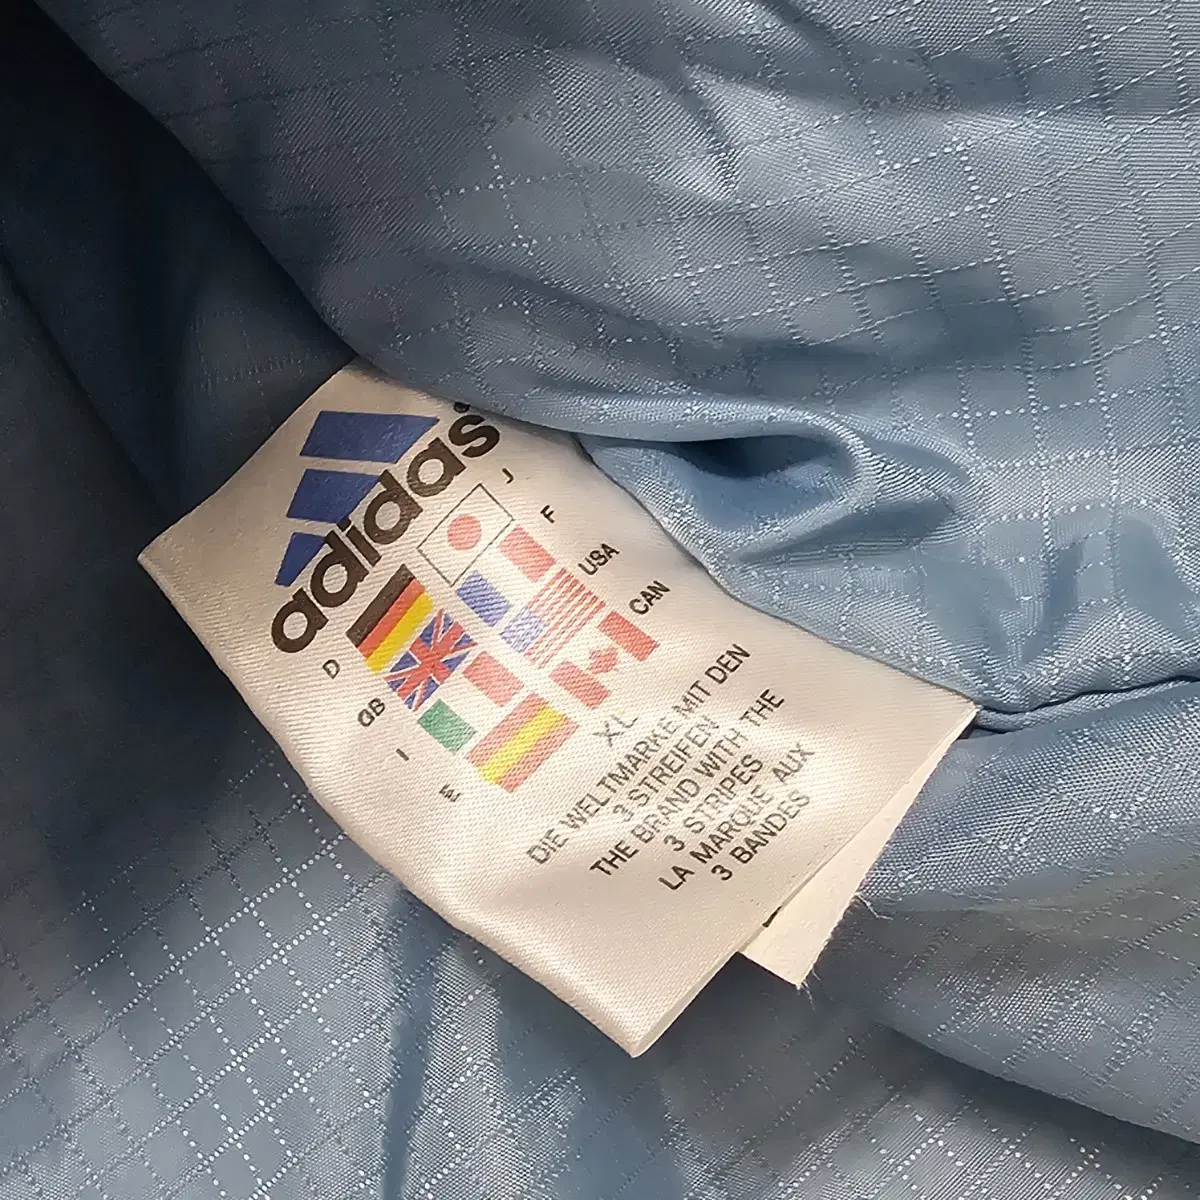 adidas
J
D
F
GB
USA
I
CAN
E
XL
DIE WELTMARKE MIT DEN
3 STREIFEN
THE BRAND WITH THE
3 STRIPES
LA MARQUE AUX
3 BANDES